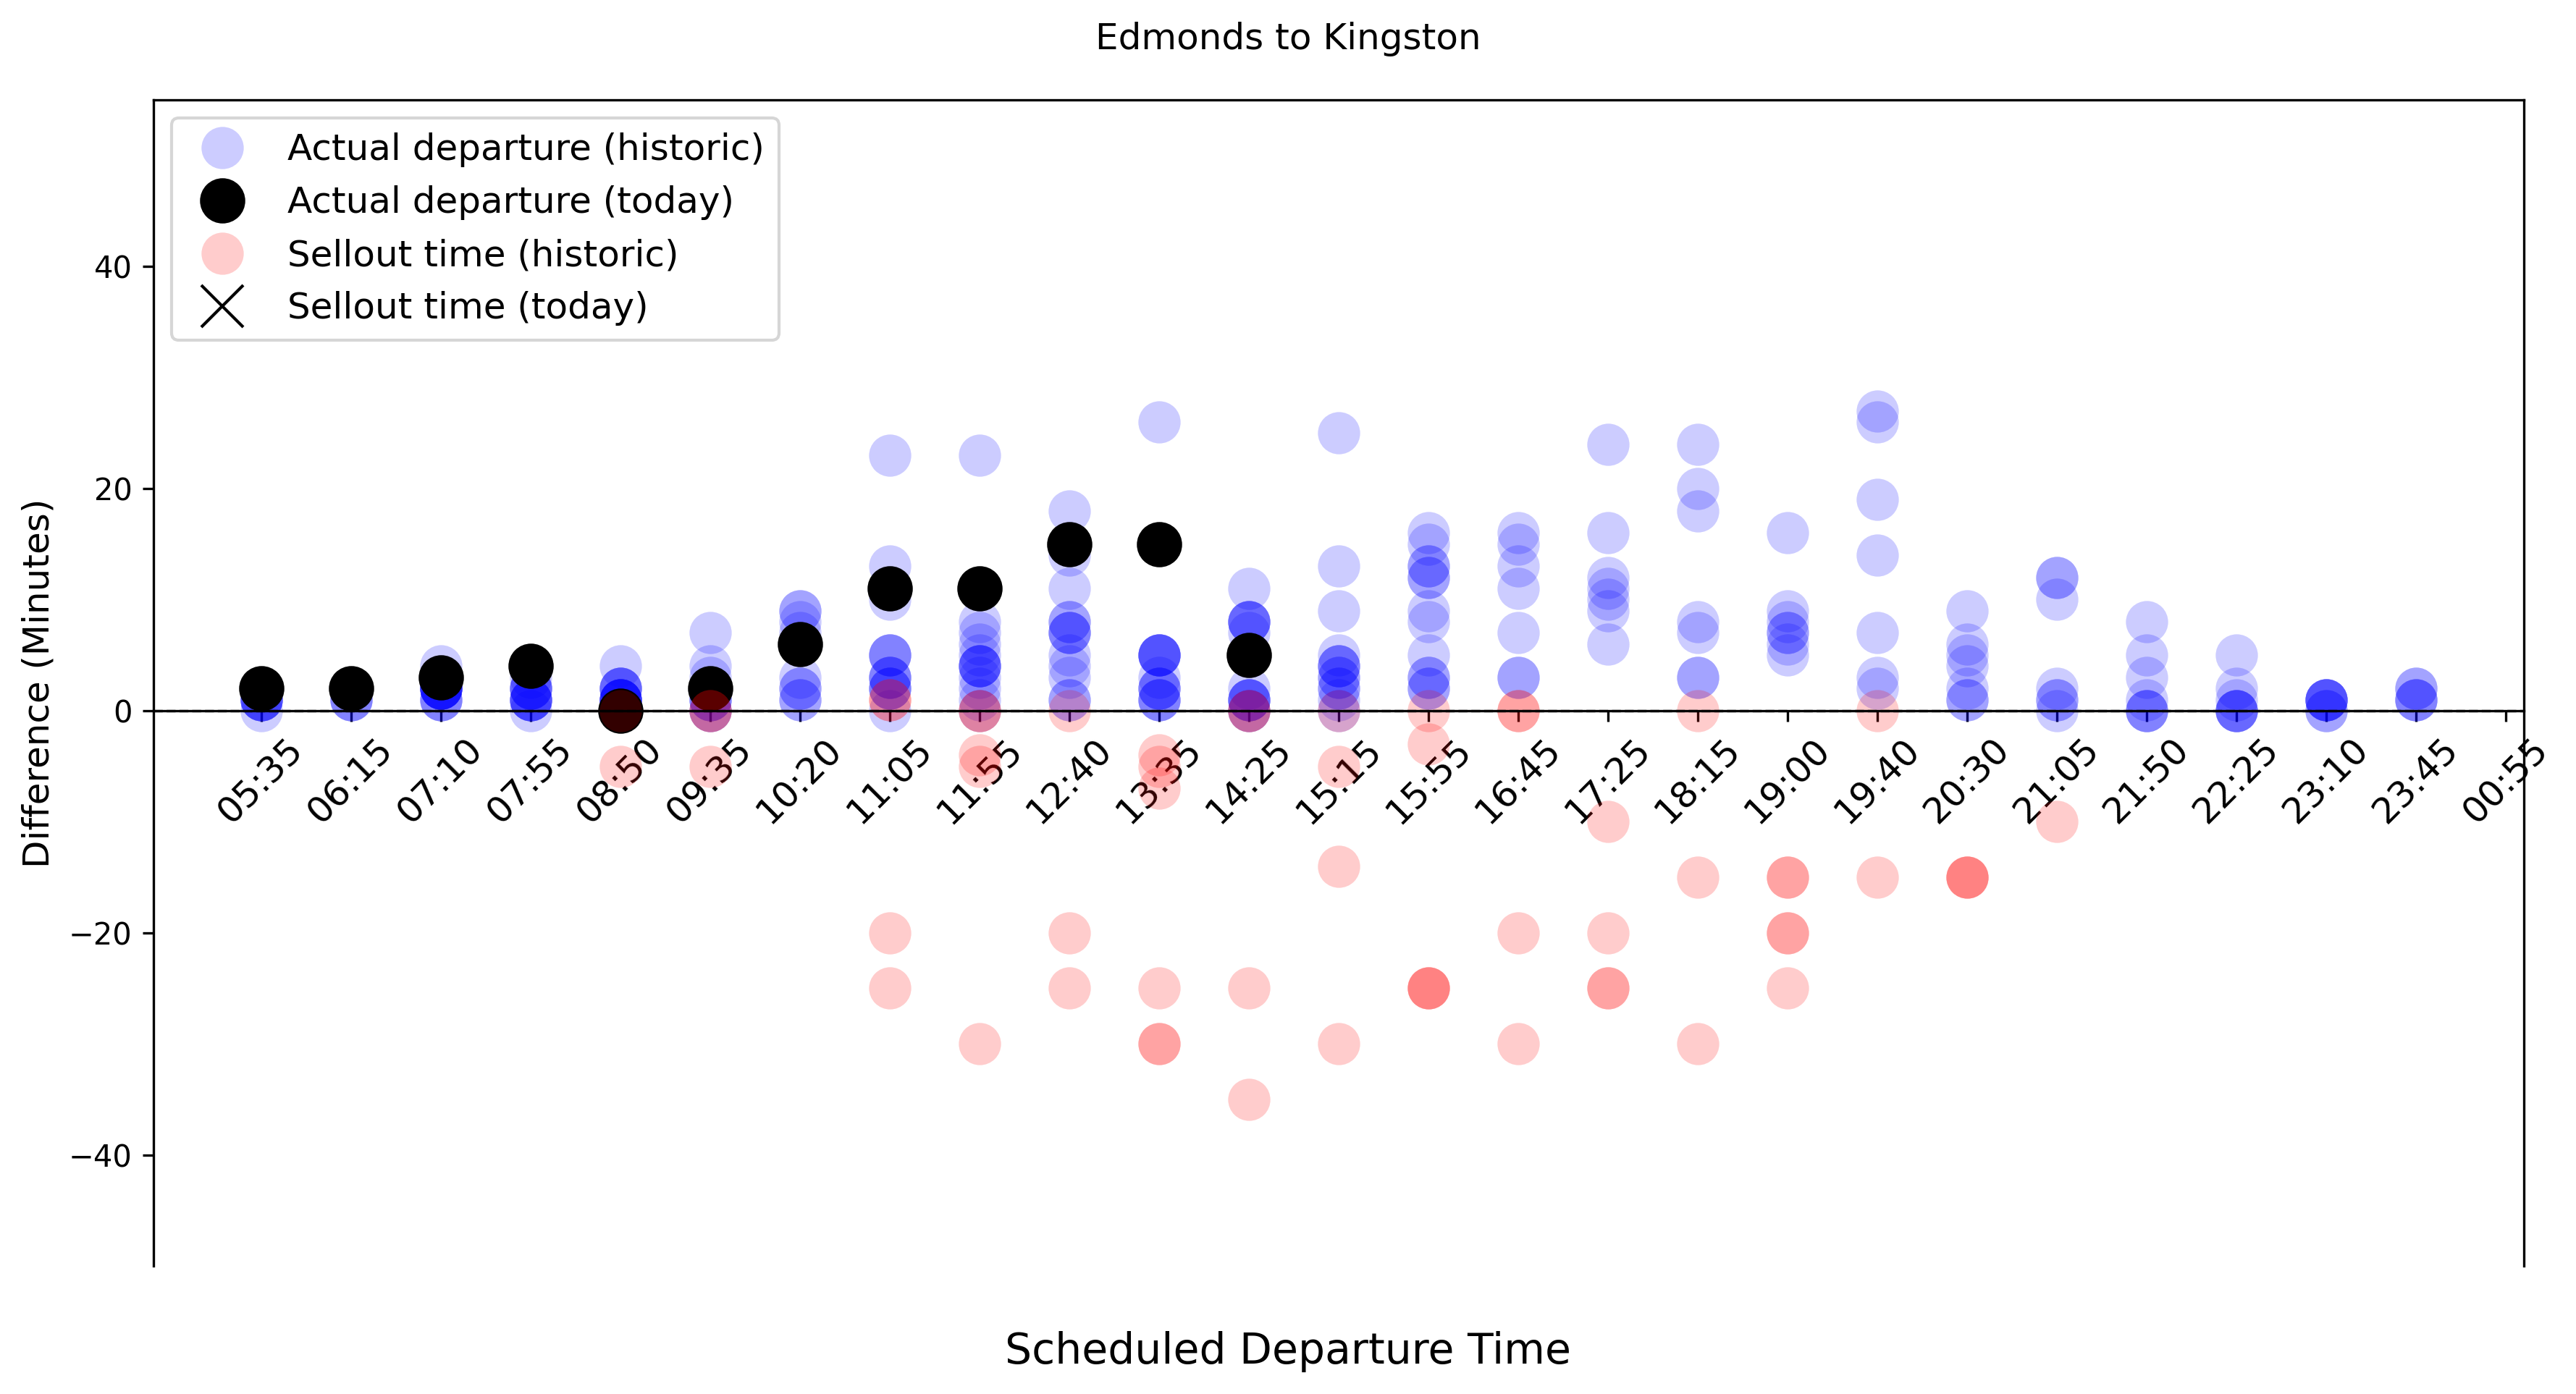 Edmonds to Kingston
Actual departure (historic)
Actual departure (today)
Sellout time (historic)
Sellout time (today)
Difference (Minutes)
40
20
0
−20
−40
05:35 06:15 07:10 07:55 08:50 09:35 10:20 11:05 11:55 12:40 13:35 14:25 15:15 15:55 16:45 17:25 18:15 19:00 19:40 20:30 21:05 21:50 22:25 23:10 23:45 00:55
Scheduled Departure Time